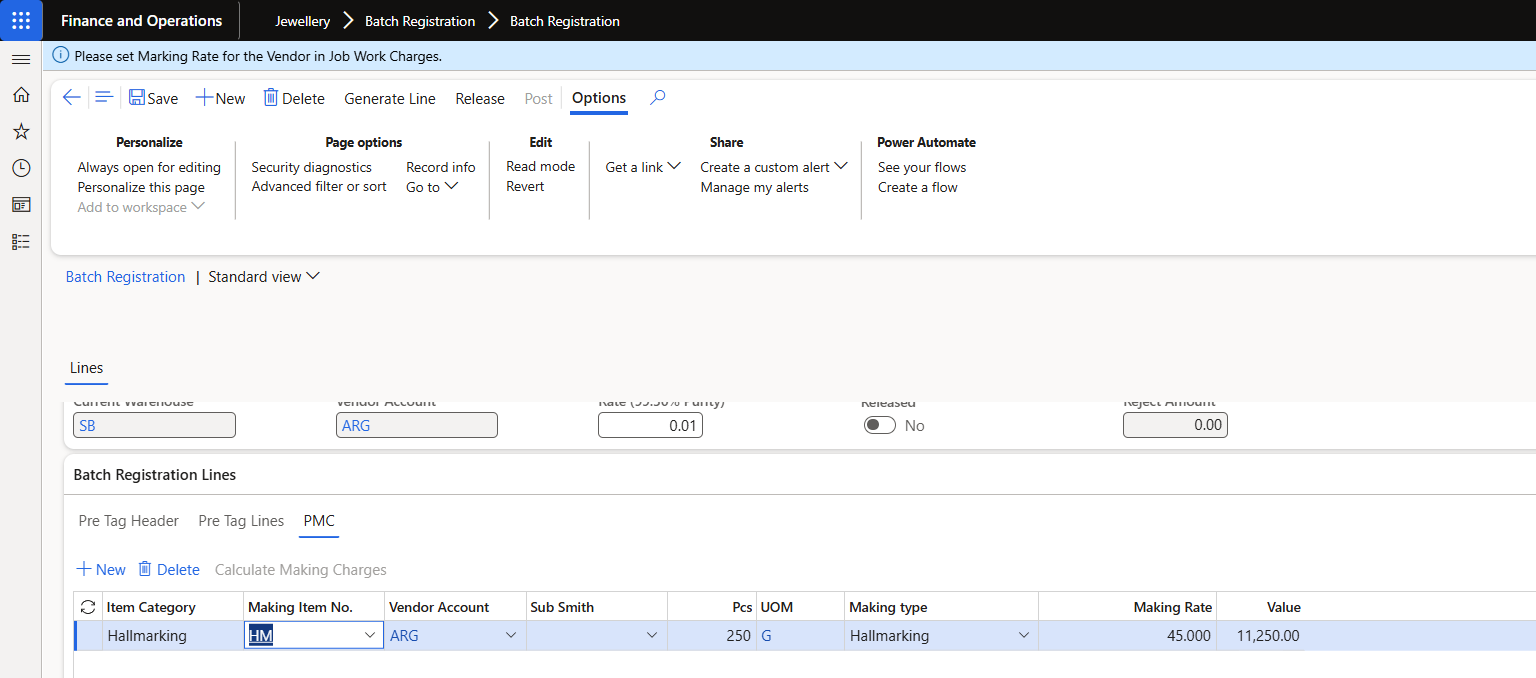 Finance and Operations Jewellery Batch Registration Batch Registration
Please set Marking Rate for the Vendor in Job Work Charges.
Save New Delete Generate Line Release Post Options
Personalize Page options Edit Share Power Automate
Always open for editing Security diagnostics Record info Read mode Get a link Create a custom alert See your flows
Personalize this page Advanced filter or sort Go to Revert Manage my alerts Create a flow
Add to workspace
Batch Registration | Standard view
Lines
Current Warehouse Vendor Account Rate (99.50% Purity) Released Reject Amount
SB ARG 0.01 No 0.00
Batch Registration Lines
Pre Tag Header Pre Tag Lines PMC
New Delete Calculate Making Charges
Item Category Making Item No. Vendor Account Sub Smith Pcs UOM Making type Making Rate Value
Hallmarking HM ARG 250 G Hallmarking 45.000 11,250.00